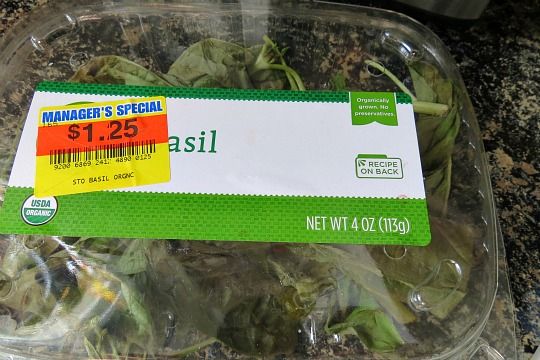 MANAGER'S SPECIAL
$1.25
9200 6869 241 4890 0125
STO BASIL ORGNC
asil
Organically
grown. No
preservatives.
RECIPE
ON BACK
USDA
ORGANIC
NET WT 4 OZ (113g)